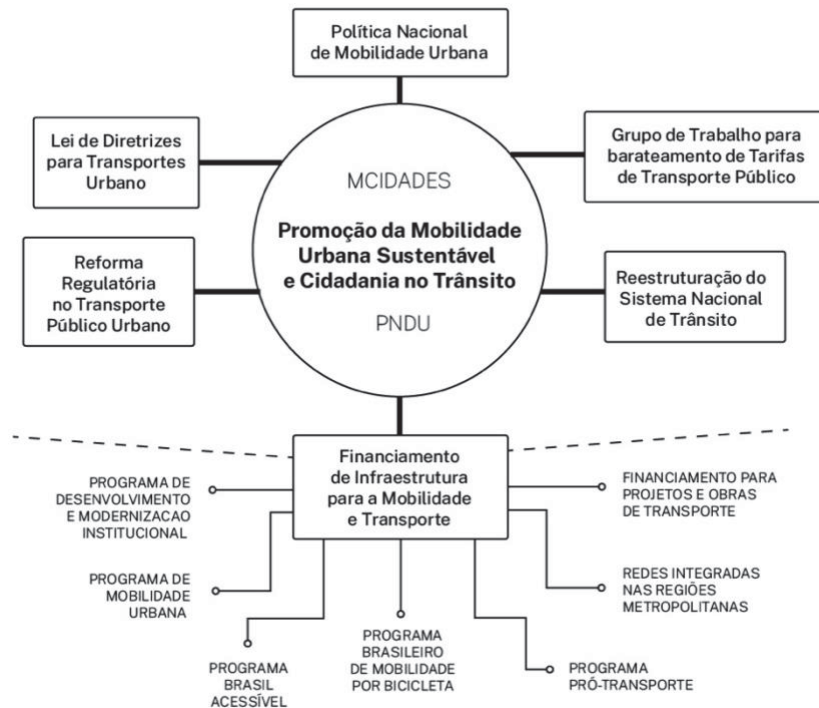 Política Nacional
de Mobilidade Urbana
Lei de Diretrizes
para Transportes
Urbano
Grupo de Trabalho para
barateamento de Tarifas
de Transporte Público
MCIDADES
Promoção da Mobilidade
Urbana Sustentável
e Cidadania no Trânsito
PNDU
Reforma
Regulatória
no Transporte
Público Urbano
Reestruturação do
Sistema Nacional
de Trânsito
Financiamento
de Infraestrutura
para a Mobilidade
e Transporte
PROGRAMA DE
DESENVOLVIMENTO
E MODERNIZACAO
INSTITUCIONAL
FINANCIAMENTO PARA
PROJETOS E OBRAS
DE TRANSPORTE
PROGRAMA DE
MOBILIDADE
URBANA
REDES INTEGRADAS
NAS REGIÕES
METROPOLITANAS
PROGRAMA
BRASIL
ACESSÍVEL
PROGRAMA
BRASILEIRO
DE MOBILIDADE
POR BICICLETA
PROGRAMA
PRÓ-TRANSPORTE